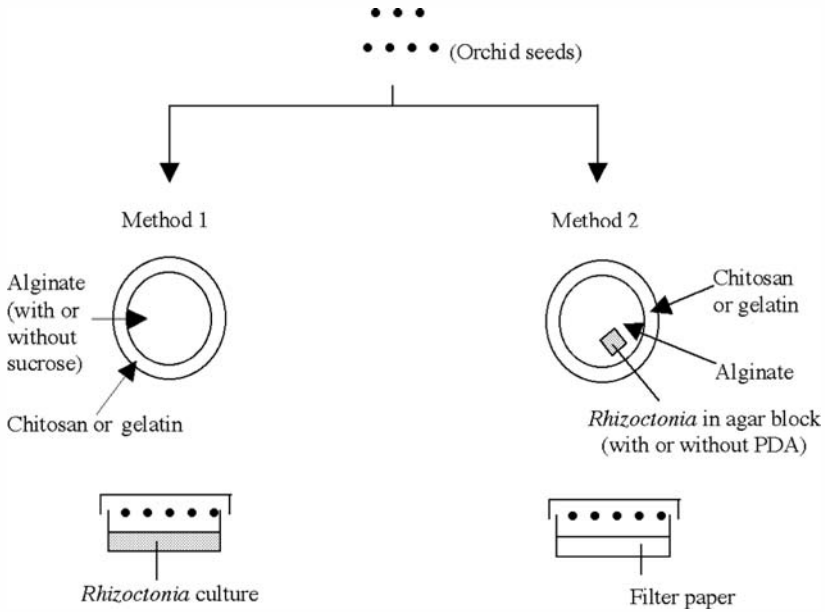 (Orchid seeds)
Method 1
Method 2
Alginate
(with or
without
sucrose)
Chitosan or gelatin
Chitosan
or gelatin
Alginate
Rhizoctonia in agar block
(with or without PDA)
Rhizoctonia culture
Filter paper